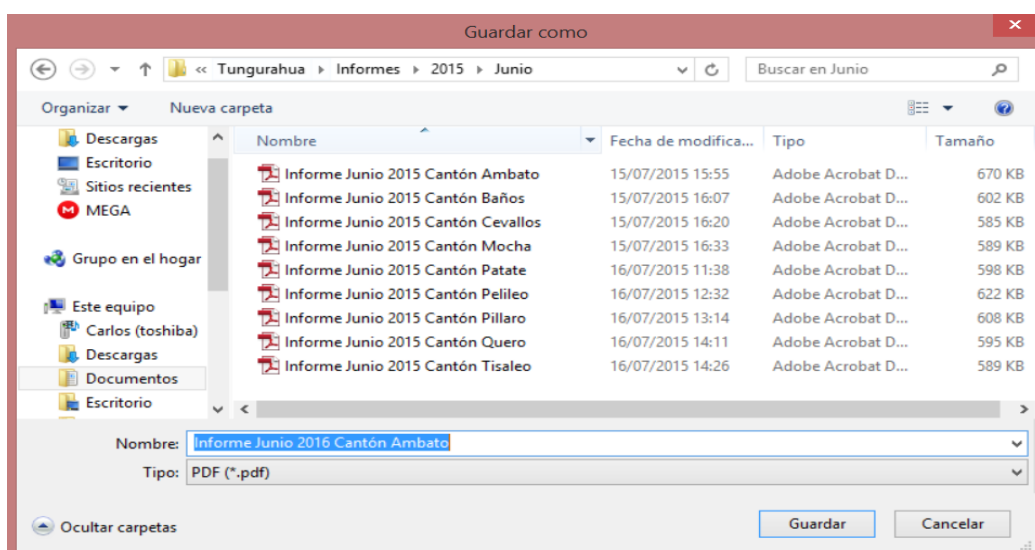 Guardar como
« Tungurahua Informes 2015 Junio Buscar en Junio
Organizar Nueva carpeta
Nombre Fecha de modifica... Tipo Tamaño
Descargas
Escritorio
Sitios recientes
MEGA
Grupo en el hogar
Este equipo
Carlos (toshiba)
Descargas
Documentos
Escritorio
Informe Junio 2015 Cantón Ambato 15/07/2015 15:55 Adobe Acrobat D... 670 KB
Informe Junio 2015 Cantón Baños 15/07/2015 16:07 Adobe Acrobat D... 602 KB
Informe Junio 2015 Cantón Cevallos 15/07/2015 16:20 Adobe Acrobat D... 585 KB
Informe Junio 2015 Cantón Mocha 15/07/2015 16:33 Adobe Acrobat D... 589 KB
Informe Junio 2015 Cantón Patate 16/07/2015 11:38 Adobe Acrobat D... 598 KB
Informe Junio 2015 Cantón Pelileo 16/07/2015 12:32 Adobe Acrobat D... 622 KB
Informe Junio 2015 Cantón Pillaro 16/07/2015 13:14 Adobe Acrobat D... 608 KB
Informe Junio 2015 Cantón Quero 16/07/2015 14:11 Adobe Acrobat D... 595 KB
Informe Junio 2015 Cantón Tisaleo 16/07/2015 14:26 Adobe Acrobat D... 589 KB
Nombre: Informe Junio 2016 Cantón Ambato
Tipo: PDF (*.pdf)
Ocultar carpetas Guardar Cancelar